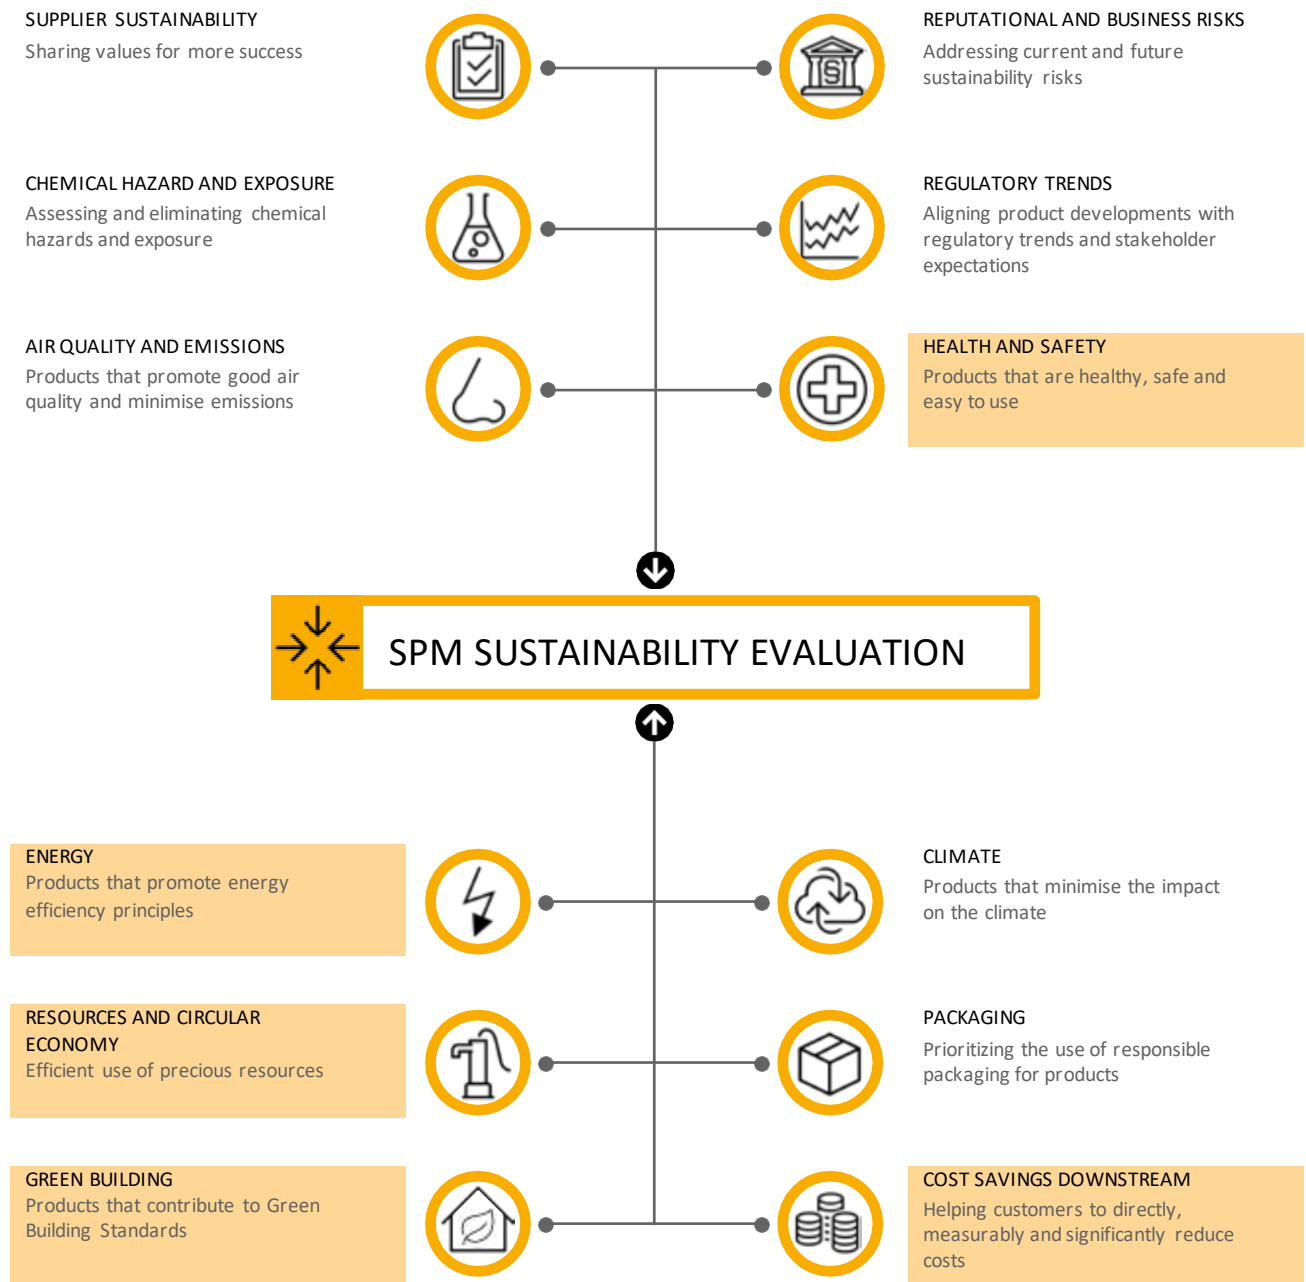 SUPPLIER SUSTAINABILITY
Sharing values for more success
REPUTATIONAL AND BUSINESS RISKS
Addressing current and future
sustainability risks
CHEMICAL HAZARD AND EXPOSURE
Assessing and eliminating chemical
hazards and exposure
REGULATORY TRENDS
Aligning product developments with
regulatory trends and stakeholder
expectations
AIR QUALITY AND EMISSIONS
Products that promote good air
quality and minimise emissions
HEALTH AND SAFETY
Products that are healthy, safe and
easy to use
SPM SUSTAINABILITY EVALUATION
ENERGY
Products that promote energy
efficiency principles
CLIMATE
Products that minimise the impact
on the climate
RESOURCES AND CIRCULAR
ECONOMY
Efficient use of precious resources
PACKAGING
Prioritizing the use of responsible
packaging for products
GREEN BUILDING
Products that contribute to Green
Building Standards
COST SAVINGS DOWNSTREAM
Helping customers to directly,
measurably and significantly reduce
costs